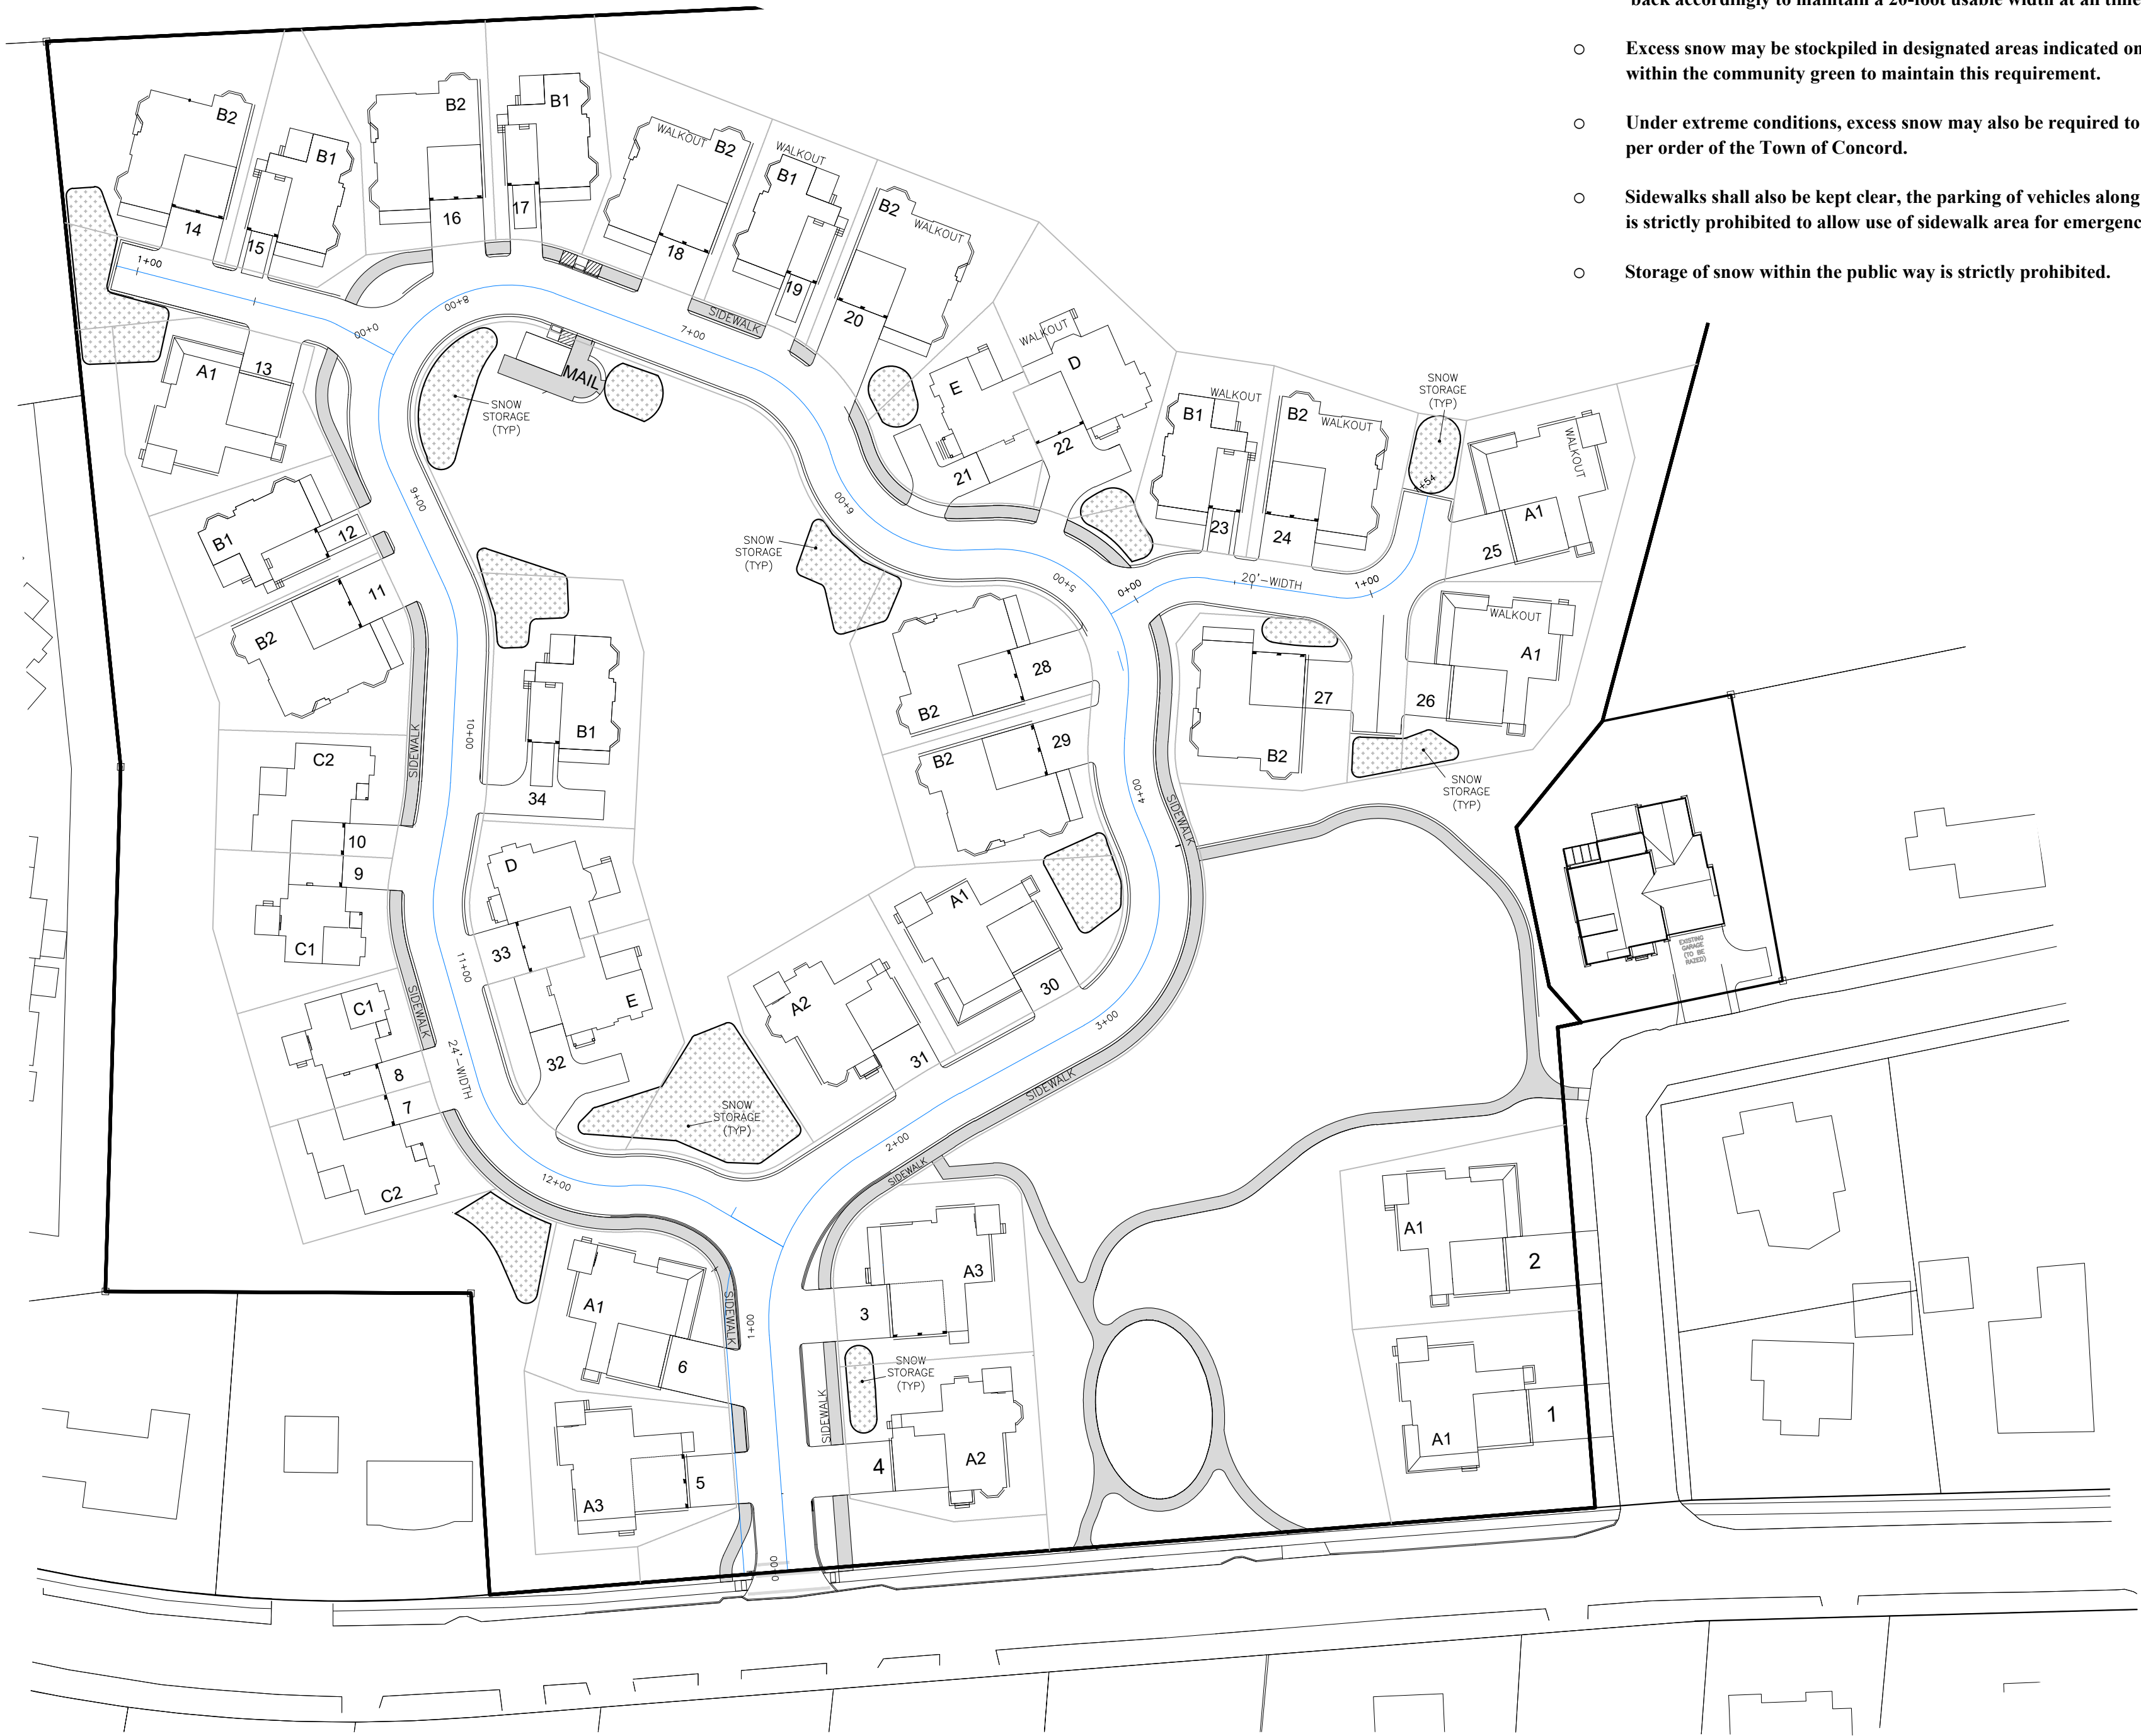 back accordingly to maintain a 20-foot usable width at all time
○ Excess snow may be stockpiled in designated areas indicated on
within the community green to maintain this requirement.
○ Under extreme conditions, excess snow may also be required to
per order of the Town of Concord.
○ Sidewalks shall also be kept clear, the parking of vehicles along
is strictly prohibited to allow use of sidewalk area for emergenc
○ Storage of snow within the public way is strictly prohibited.
B2
14
B1
15
B2
16
B1
17
WALKOUT B2
18
WALKOUT
B1
19
B2
WALKOUT
20
1+00
0+00
8+00
7+00
SIDEWALK
MAIL
SNOW
STORAGE
(TYP)
A1
13
E
21
WALKOUT
D
22
B1
WALKOUT
23
B2
WALKOUT
24
SNOW
STORAGE
(TYP)
1+54
WALKOUT
A1
25
9+00
6+00
B1
12
11
B2
SNOW
STORAGE
(TYP)
5+00
0+00
20'-WIDTH
1+00
WALKOUT
A1
26
27
B2
28
B2
29
B2
SNOW
STORAGE
(TYP)
10+00
SIDEWALK
B1
34
C2
10
9
C1
4+00
SIDEWALK
D
33
11+00
E
32
A1
30
A2
31
3+00
EXISTING
GARAGE
(TO BE
RAZED)
SIDEWALK
C1
8
7
C2
24'-WIDTH
SNOW
STORAGE
(TYP)
SIDEWALK
2+00
SIDEWALK
12+00
A1
6
SIDEWALK
1+00
A3
3
A1
2
SNOW
STORAGE
(TYP)
SIDEWALK
A3
5
A2
4
A1
1
0+00